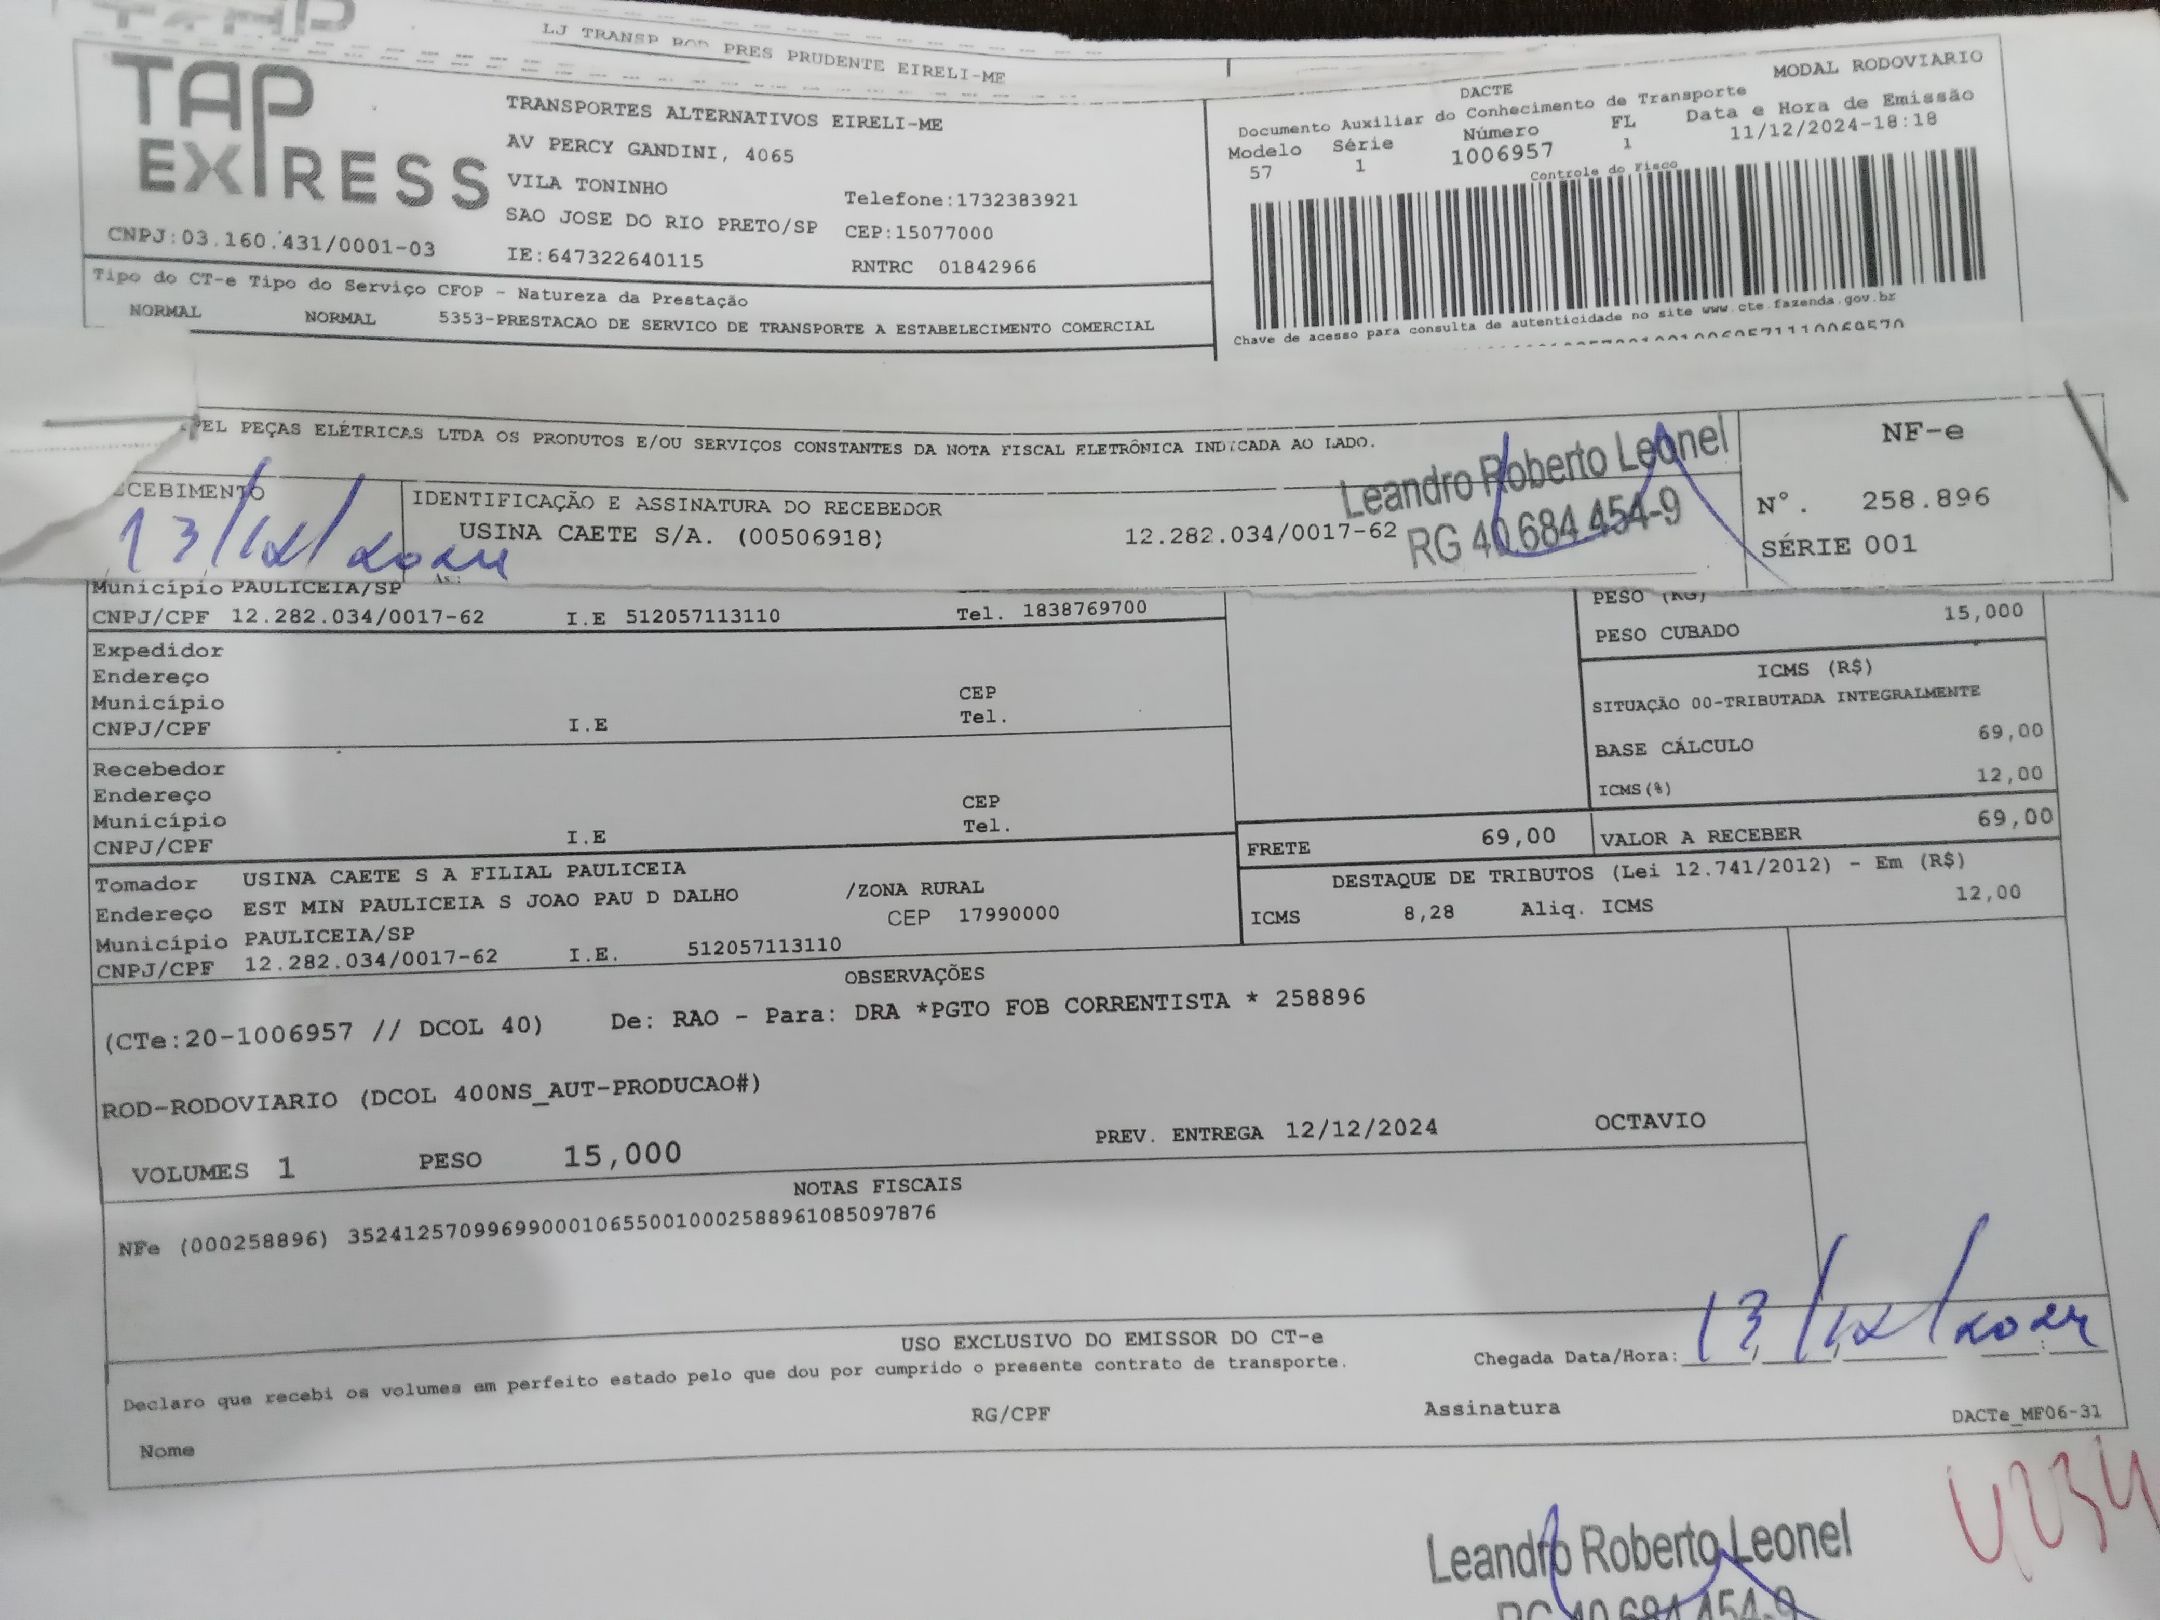 LJ TRANSP ROD PRES PRUDENTE EIRELI-ME
TAP EXPRESS
TRANSPORTES ALTERNATIVOS EIRELI-ME
AV PERCY GANDINI, 4065
VILA TONINHO
Telefone:1732383921
SAO JOSE DO RIO PRETO/SP CEP:15077000
CNPJ:03.160.431/0001-03
IE:647322640115
RNTRC 01842966
Tipo do CT-e Tipo do Serviço CFOP - Natureza da Prestação
NORMAL NORMAL 5353-PRESTACAO DE SERVICO DE TRANSPORTE A ESTABELECIMENTO COMERCIAL
MODAL RODOVIARIO
DACTE
Documento Auxiliar do Conhecimento de Transporte
Modelo Série Número FL Data e Hora de Emissão
57 1 1006957 1 11/12/2024-18:18
Controle do Fisco
Chave de acesso para consulta de autenticidade no site www.cte.fazenda.gov.br
PEÇAS ELÉTRICAS LTDA OS PRODUTOS E/OU SERVIÇOS CONSTANTES DA NOTA FISCAL ELETRÔNICA INDICADA AO LADO.
NF-e
CEBIMENTO
13/12/2024
IDENTIFICAÇÃO E ASSINATURA DO RECEBEDOR
USINA CAETE S/A. (00506918) 12.282.034/0017-62
Leandro Roberto Leonel
RG 40.684.454-9
Nº. 258.896
SÉRIE 001
Município PAULICEIA/SP
CNPJ/CPF 12.282.034/0017-62 I.E 512057113110 Tel. 1838769700
PESO (KG)
PESO CUBADO 15,000
Expedidor
Endereço
Município CEP
CNPJ/CPF I.E Tel.
ICMS (R$)
SITUAÇÃO 00-TRIBUTADA INTEGRALMENTE
BASE CÁLCULO 69,00
ICMS(%) 12,00
Recebedor
Endereço
Município CEP
CNPJ/CPF I.E Tel.
FRETE 69,00 VALOR A RECEBER 69,00
DESTAQUE DE TRIBUTOS (Lei 12.741/2012) - Em (R$)
ICMS 8,28 Aliq. ICMS 12,00
Tomador USINA CAETE S A FILIAL PAULICEIA
Endereço EST MIN PAULICEIA S JOAO PAU D DALHO /ZONA RURAL
Município PAULICEIA/SP CEP 17990000
CNPJ/CPF 12.282.034/0017-62 I.E. 512057113110
OBSERVAÇÕES
(CTe:20-1006957 // DCOL 40) De: RAO - Para: DRA *PGTO FOB CORRENTISTA * 258896
ROD-RODOVIARIO (DCOL 400NS_AUT-PRODUCAO#)
VOLUMES 1 PESO 15,000 PREV. ENTREGA 12/12/2024 OCTAVIO
NOTAS FISCAIS
NFe (000258896) 35241257099699000106550010002588961085097876
USO EXCLUSIVO DO EMISSOR DO CT-e
Declaro que recebi os volumes em perfeito estado pelo que dou por cumprido o presente contrato de transporte.
Chegada Data/Hora: 13/12/2024
Nome RG/CPF Assinatura
DACTe_MF06-31
Leandro Roberto Leonel
RG 40.684.454-9